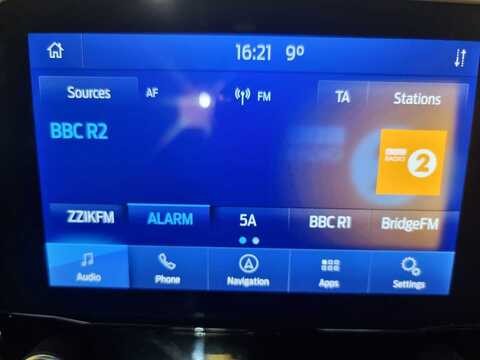 16:21 9°
Sources AF FM TA Stations
BBC R2
RADIO 2
ZZIKFM ALARM 5A BBC R1 BridgeFM
Audio Phone Navigation Apps Settings